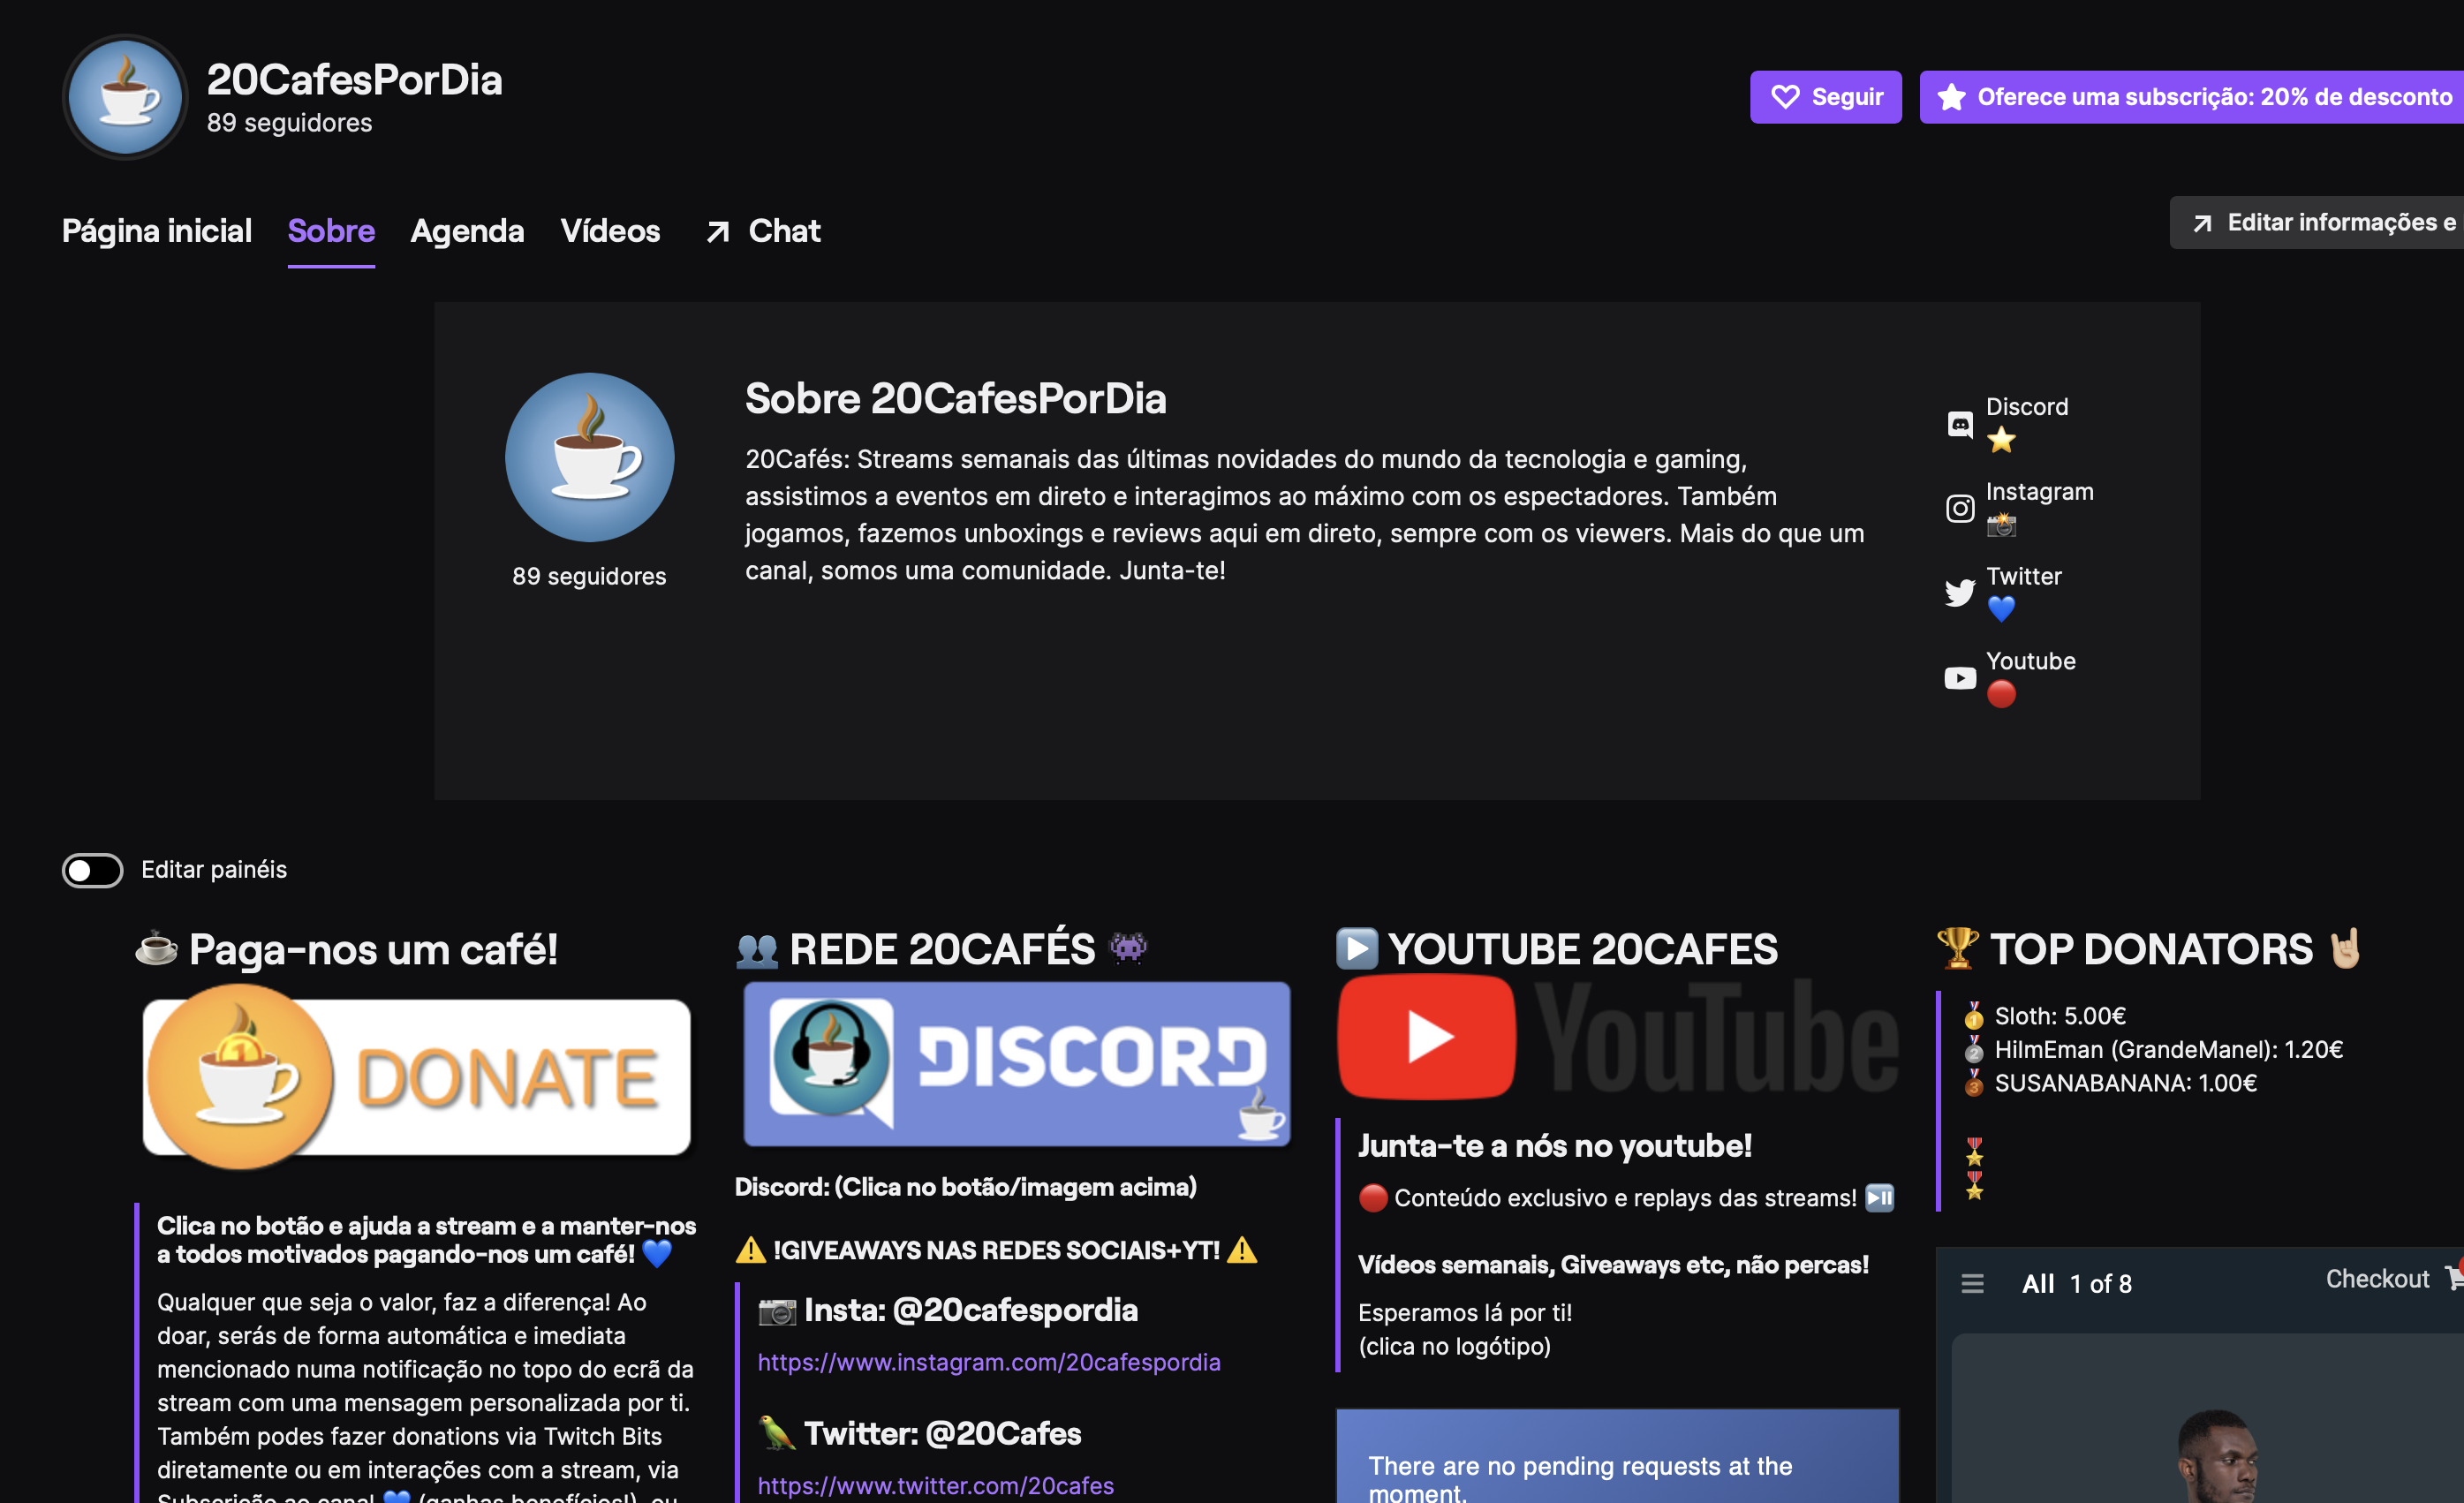 20CafesPorDia
89 seguidores
Seguir
Oferece uma subscrição: 20% de desconto
Página inicial
Sobre
Agenda
Vídeos
Chat
Editar informações e
Sobre 20CafesPorDia
20Cafés: Streams semanais das últimas novidades do mundo da tecnologia e gaming,
assistimos a eventos em direto e interagimos ao máximo com os espectadores. Também
jogamos, fazemos unboxings e reviews aqui em direto, sempre com os viewers. Mais do que um
canal, somos uma comunidade. Junta-te!
89 seguidores
Discord
⭐
Instagram
📸
Twitter
💙
Youtube
🔴
Editar painéis
☕ Paga-nos um café!
DONATE
Clica no botão e ajuda a stream e a manter-nos
a todos motivados pagando-nos um café! 💙
Qualquer que seja o valor, faz a diferença! Ao
doar, serás de forma automática e imediata
mencionado numa notificação no topo do ecrã da
stream com uma mensagem personalizada por ti.
Também podes fazer donations via Twitch Bits
diretamente ou em interações com a stream, via
Subscrição ao canal 💙 (ganhas benefícios!), ou
👥 REDE 20CAFÉS 👾
DISCORD
Discord: (Clica no botão/imagem acima)
⚠️ !GIVEAWAYS NAS REDES SOCIAIS+YT! ⚠️
📷 Insta: @20cafespordia
https://www.instagram.com/20cafespordia
🦜 Twitter: @20Cafes
https://www.twitter.com/20cafes
▶️ YOUTUBE 20CAFES
YouTube
Junta-te a nós no youtube!
🔴 Conteúdo exclusivo e replays das streams! ⏯️
Vídeos semanais, Giveaways etc, não percas!
Esperamos lá por ti!
(clica no logótipo)
There are no pending requests at the
moment.
🏆 TOP DONATORS 🤘🏼
🥇 Sloth: 5.00€
🥈 HilmEman (GrandeManel): 1.20€
🥉 SUSANABANANA: 1.00€
🎖️
🎖️
All 1 of 8
Checkout